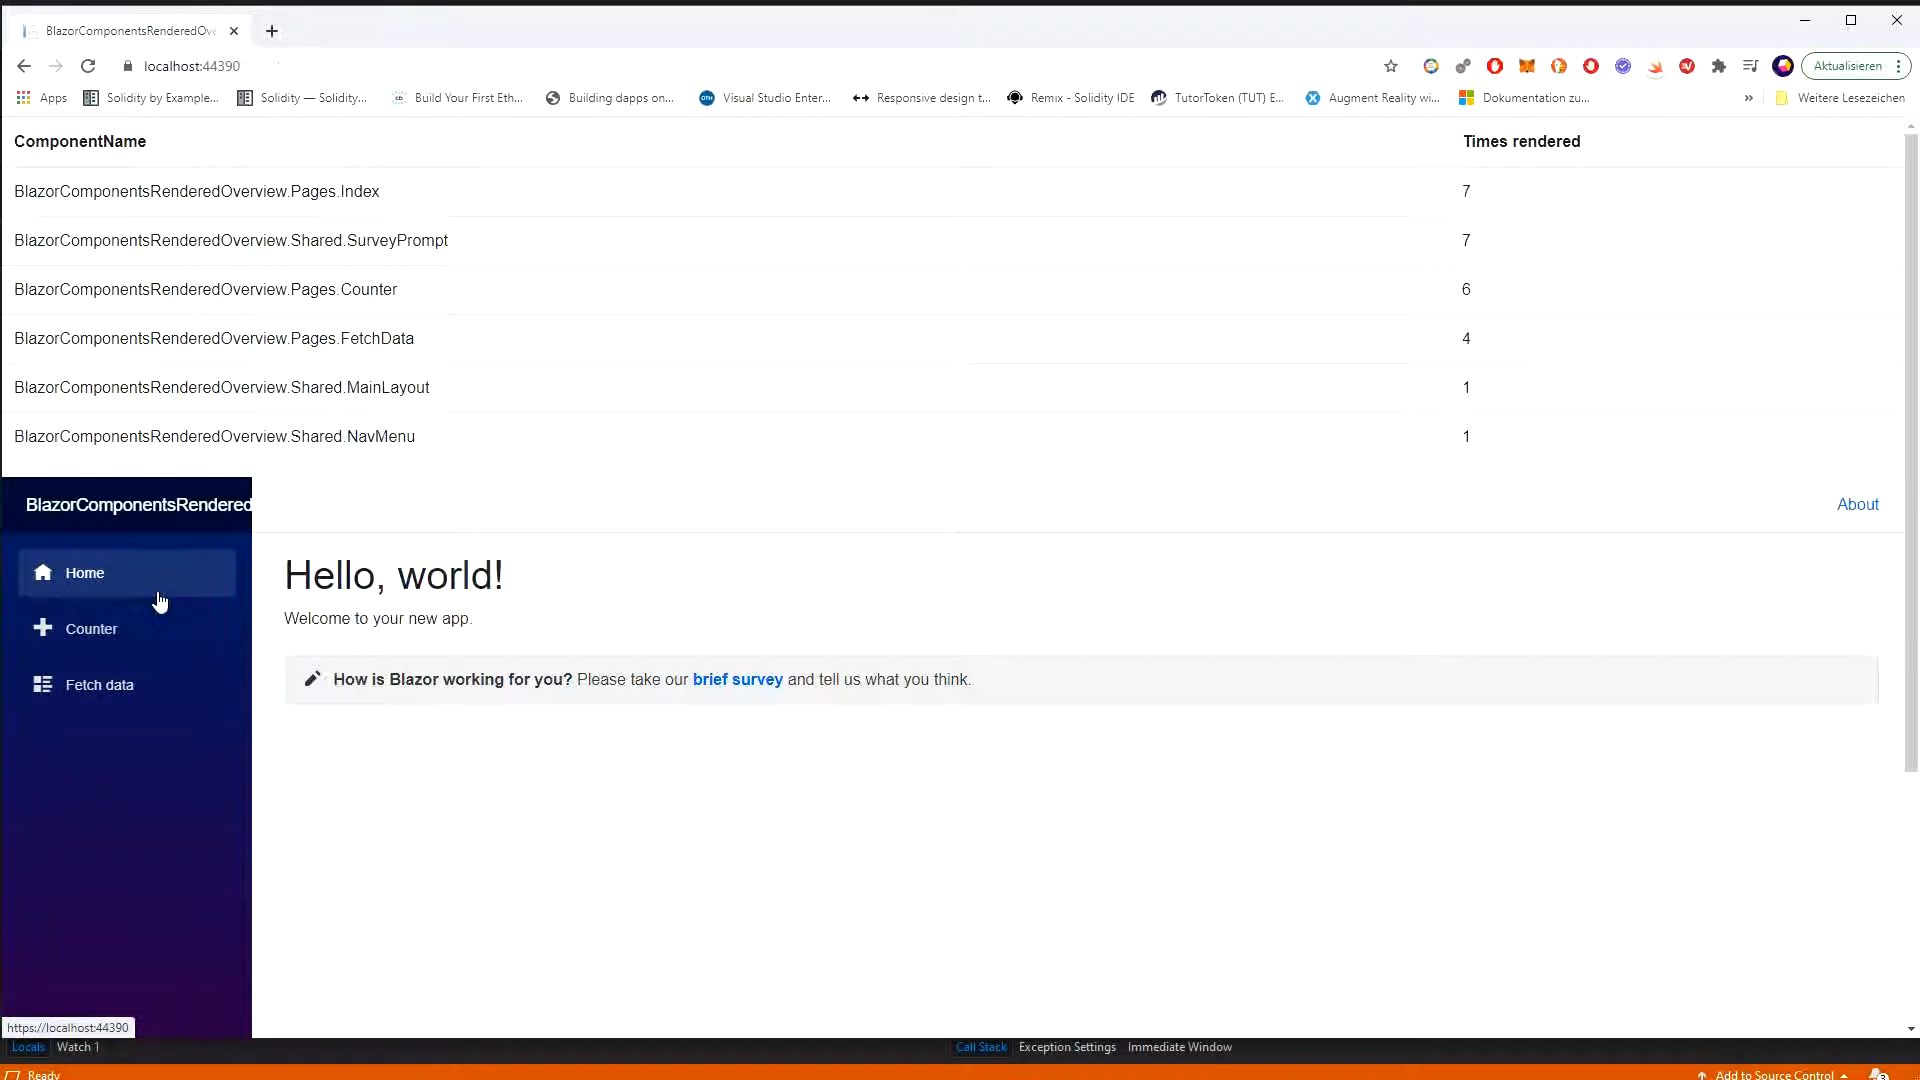 BlazorComponentsRenderedOve
localhost:44390
Aktualisieren
Apps
Solidity by Example...
Solidity — Solidity...
Build Your First Eth...
Building dapps on...
Visual Studio Enter...
Responsive design t...
Remix - Solidity IDE
TutorToken (TUT) E...
Augment Reality wi...
Dokumentation zu...
»
Weitere Lesezeichen
ComponentName Times rendered
BlazorComponentsRenderedOverview.Pages.Index 7
BlazorComponentsRenderedOverview.Shared.SurveyPrompt 7
BlazorComponentsRenderedOverview.Pages.Counter 6
BlazorComponentsRenderedOverview.Pages.FetchData 4
BlazorComponentsRenderedOverview.Shared.MainLayout 1
BlazorComponentsRenderedOverview.Shared.NavMenu 1
BlazorComponentsRendered
About
Home
Counter
Fetch data
Hello, world!
Welcome to your new app.
How is Blazor working for you? Please take our brief survey and tell us what you think.
https://localhost:44390
Locals Watch 1
Call Stack Exception Settings Immediate Window
Ready
Add to Source Control